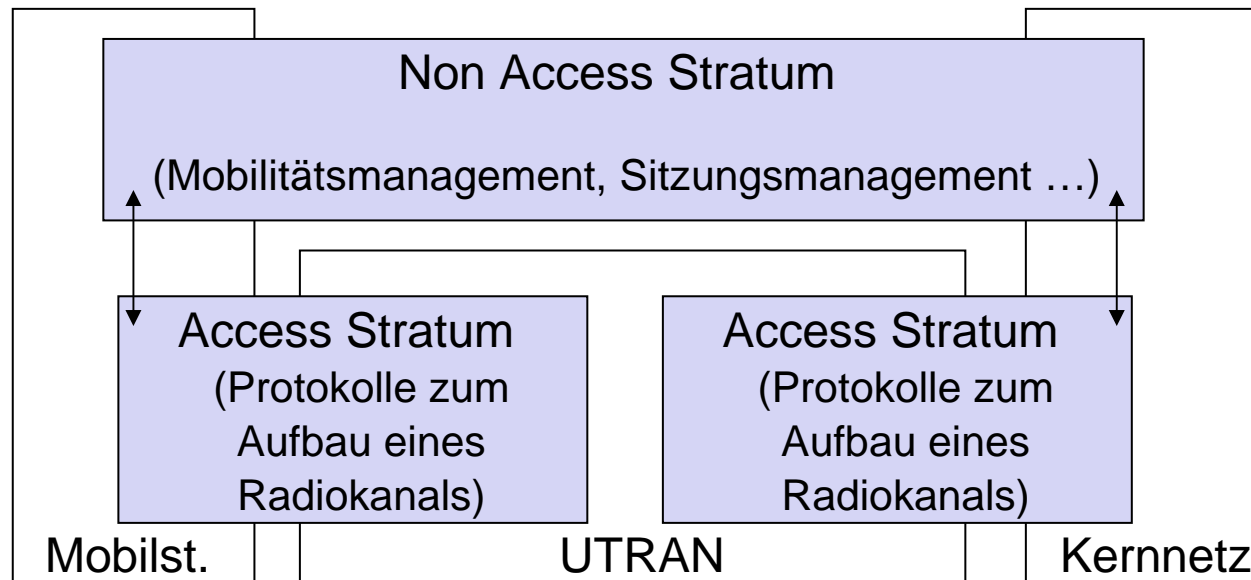 Non Access Stratum
(Mobilitätsmanagement, Sitzungsmanagement …)
Access Stratum
(Protokolle zum
Aufbau eines
Radiokanals)
Access Stratum
(Protokolle zum
Aufbau eines
Radiokanals)
Mobilst.
UTRAN
Kernnetz